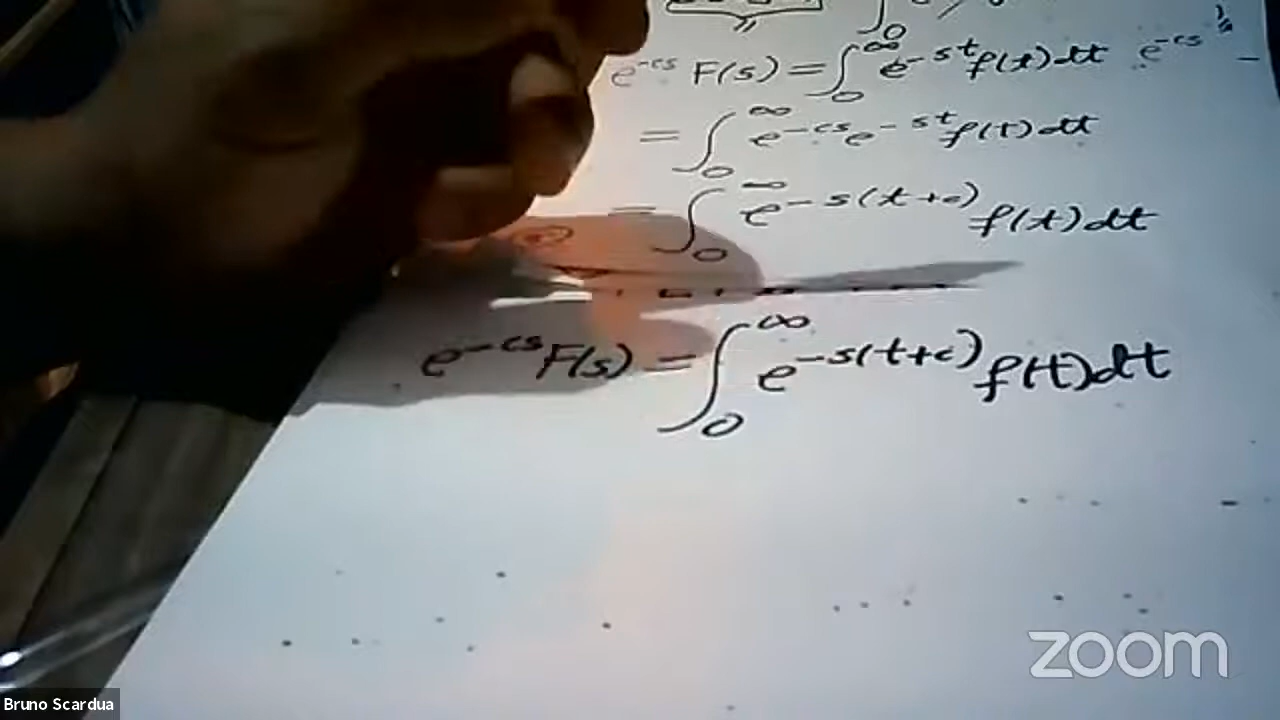 e^{-cs} F(s) = ∫_0^∞ e^{-st} f(t)dt e^{-cs}
= ∫_0^∞ e^{-cs} e^{-st} f(t)dt
= ∫_0^∞ e^{-s(t+c)} f(t)dt
e^{-cs} F(s) = ∫_0^∞ e^{-s(t+c)} f(t)dt
zoom
Bruno Scardua